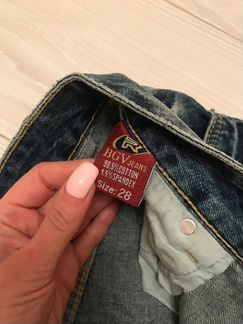 BGV JEANS
98.5%COTTON
1.5%SPANDEX
Size:28